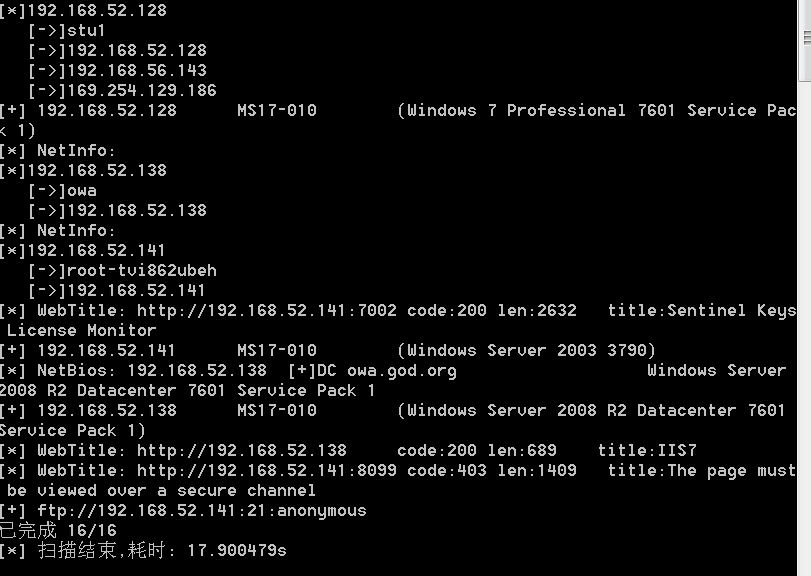 [*]192.168.52.128
[->]stu1
[->]192.168.52.128
[->]192.168.56.143
[->]169.254.129.186
[+] 192.168.52.128 MS17-010 (Windows 7 Professional 7601 Service Pac
k 1)
[*] NetInfo:
[*]192.168.52.138
[->]owa
[->]192.168.52.138
[*] NetInfo:
[*]192.168.52.141
[->]root-tvi862ubeh
[->]192.168.52.141
[*] WebTitle: http://192.168.52.141:7002 code:200 len:2632 title:Sentinel Keys
License Monitor
[+] 192.168.52.141 MS17-010 (Windows Server 2003 3790)
[*] NetBios: 192.168.52.138 [+]DC owa.god.org Windows Server
2008 R2 Datacenter 7601 Service Pack 1
[+] 192.168.52.138 MS17-010 (Windows Server 2008 R2 Datacenter 7601
Service Pack 1)
[*] WebTitle: http://192.168.52.138 code:200 len:689 title:IIS7
[*] WebTitle: http://192.168.52.141:8099 code:403 len:1409 title:The page must
be viewed over a secure channel
[+] ftp://192.168.52.141:21:anonymous
已完成 16/16
[*] 扫描结束,耗时: 17.900479s